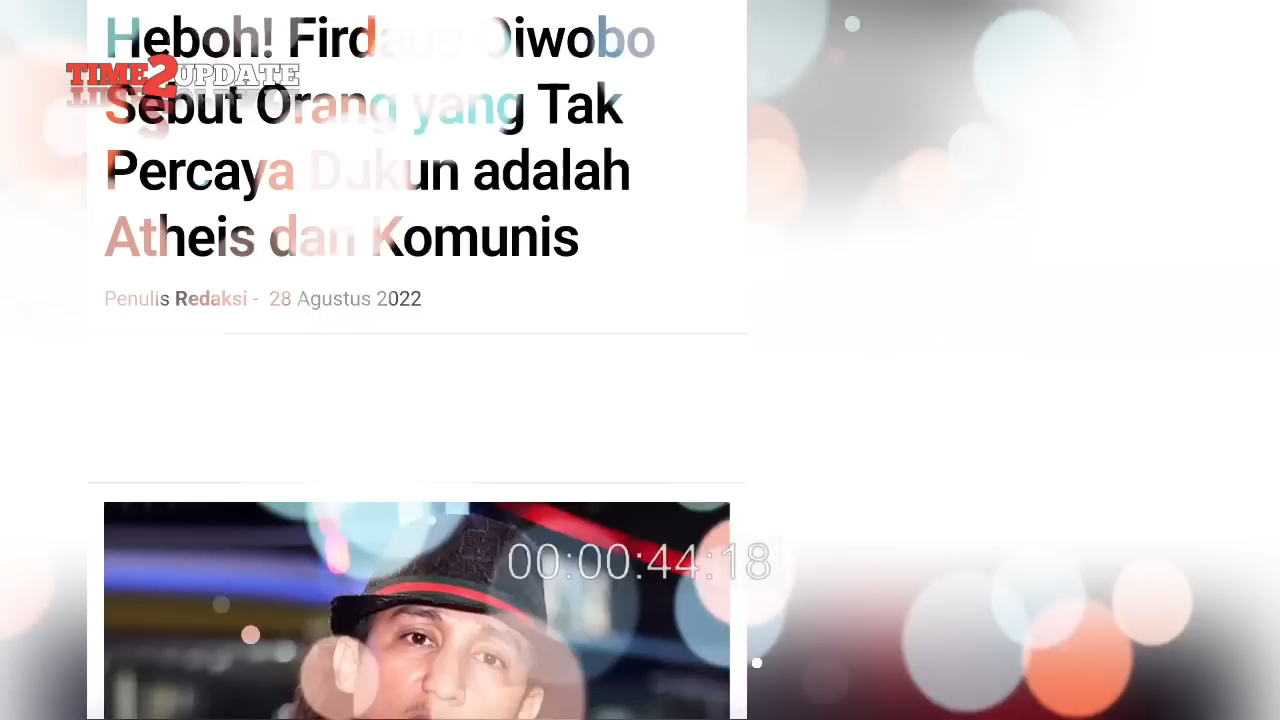 Heboh! Firdaus Oiwobo
TIME2UPDATE
Sebut Orang yang Tak
Percaya Dukun adalah
Atheis dan Komunis
Penulis Redaksi - 28 Agustus 2022
00:00:44:18